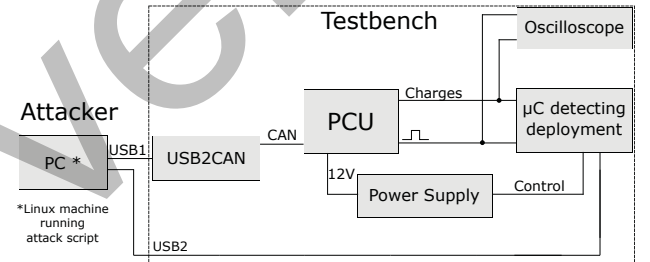 Testbench
Oscilloscope
Attacker
PC *
USB1
USB2CAN
CAN
PCU
Charges
µC detecting
deployment
12V
Power Supply
Control
*Linux machine
running
attack script
USB2